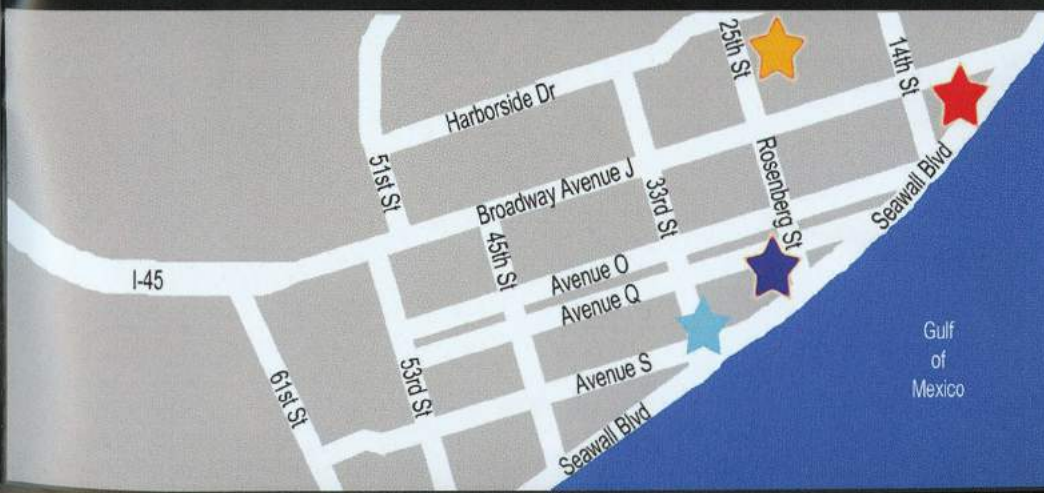 25th St
14th St
Harborside Dr
51st St
Rosenberg St
Seawall Blvd
Broadway Avenue J
33rd St
45th St
Avenue O
I-45
Avenue Q
Gulf
of
Mexico
61st St
53rd St
Avenue S
Seawall Blvd